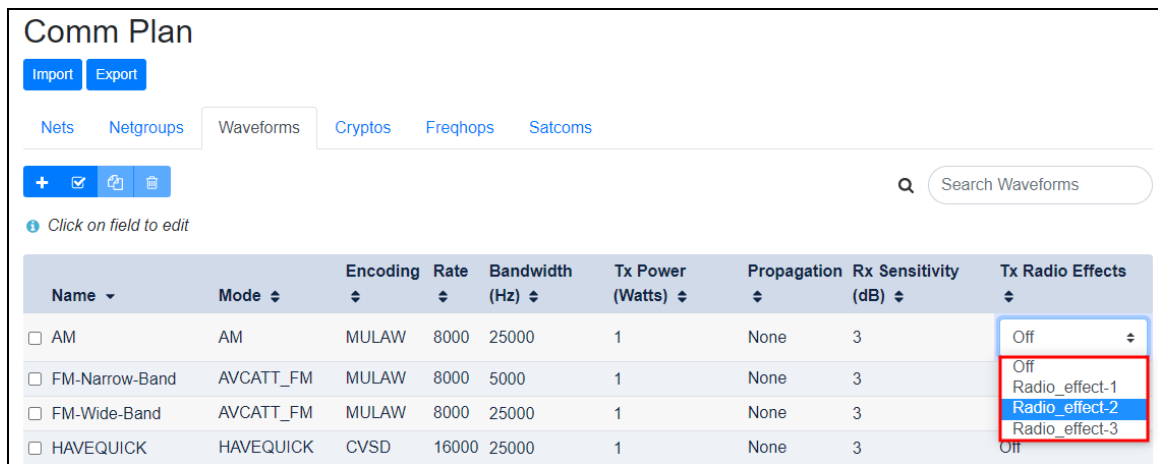 Comm Plan
Import Export
Nets Netgroups Waveforms Cryptos Freqhops Satcoms
Search Waveforms
Click on field to edit
Name Mode Encoding Rate Bandwidth (Hz) Tx Power (Watts) Propagation Rx Sensitivity (dB) Tx Radio Effects
AM AM MULAW 8000 25000 1 None 3 Off
Off
Radio_effect-1
Radio_effect-2
Radio_effect-3
FM-Narrow-Band AVCATT_FM MULAW 8000 5000 1 None 3
FM-Wide-Band AVCATT_FM MULAW 8000 25000 1 None 3
HAVEQUICK HAVEQUICK CVSD 16000 25000 1 None 3 Off